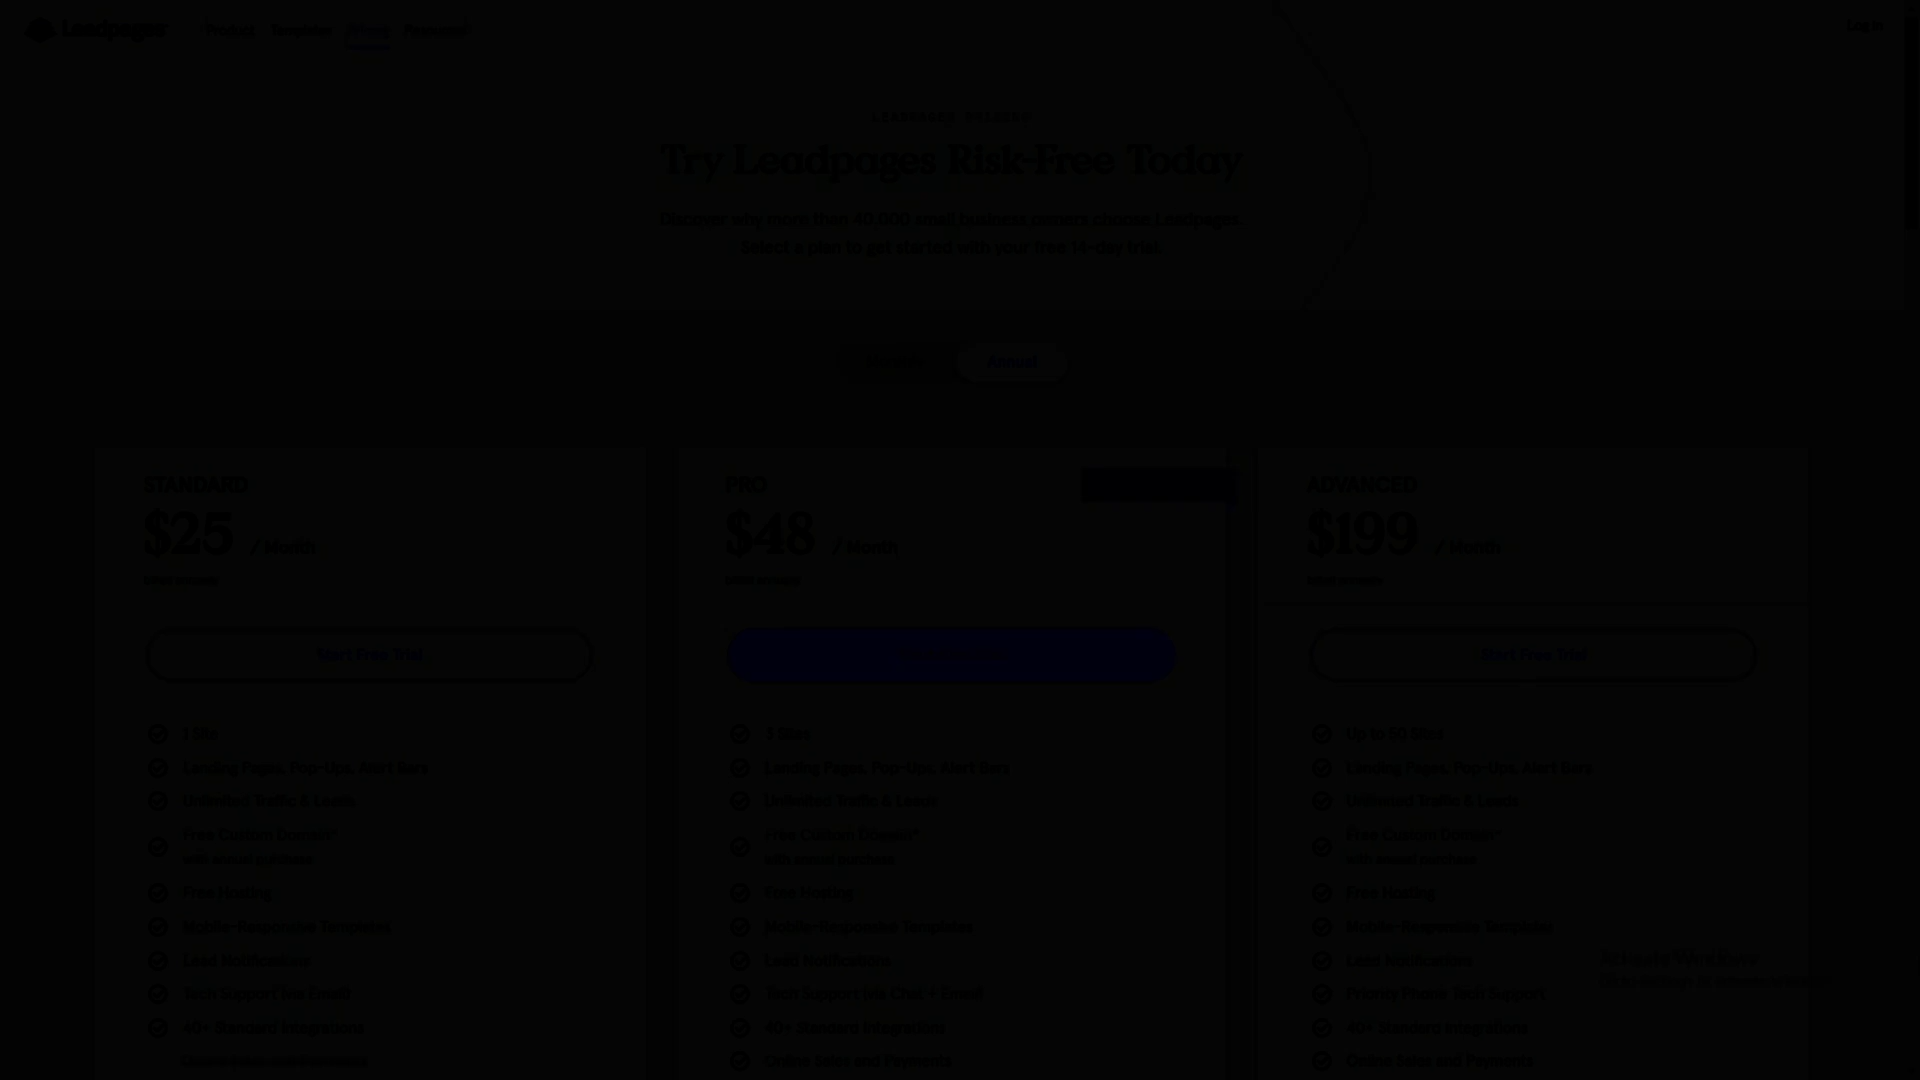 Leadpages
Product Templates Pricing Resources
Log in
LEADPAGES PRICING
Try Leadpages Risk-Free Today
Discover why more than 40,000 small business owners choose Leadpages.
Select a plan to get started with your free 14-day trial.
Monthly Annual
STANDARD
$25 / Month
Start Free Trial
1 Site
Landing Pages, Pop-Ups, Alert Bars
Unlimited Traffic & Leads
Free Custom Domain*
with annual purchase
Free Hosting
Mobile-Responsive Templates
Lead Notifications
Tech Support (via Email)
40+ Standard Integrations
PRO
$48 / Month
3 Sites
Landing Pages, Pop-Ups, Alert Bars
Unlimited Traffic & Leads
Free Custom Domain*
with annual purchase
Free Hosting
Mobile-Responsive Templates
Lead Notifications
Tech Support (via Chat + Email)
40+ Standard Integrations
Online Sales and Payments
ADVANCED
$199 / Month
Start Free Trial
Up to 50 Sites
Landing Pages, Pop-Ups, Alert Bars
Unlimited Traffic & Leads
Free Custom Domain*
with annual purchase
Free Hosting
Mobile-Responsive Templates
Lead Notifications
Priority Phone Tech Support
40+ Standard Integrations
Online Sales and Payments
Activate Windows